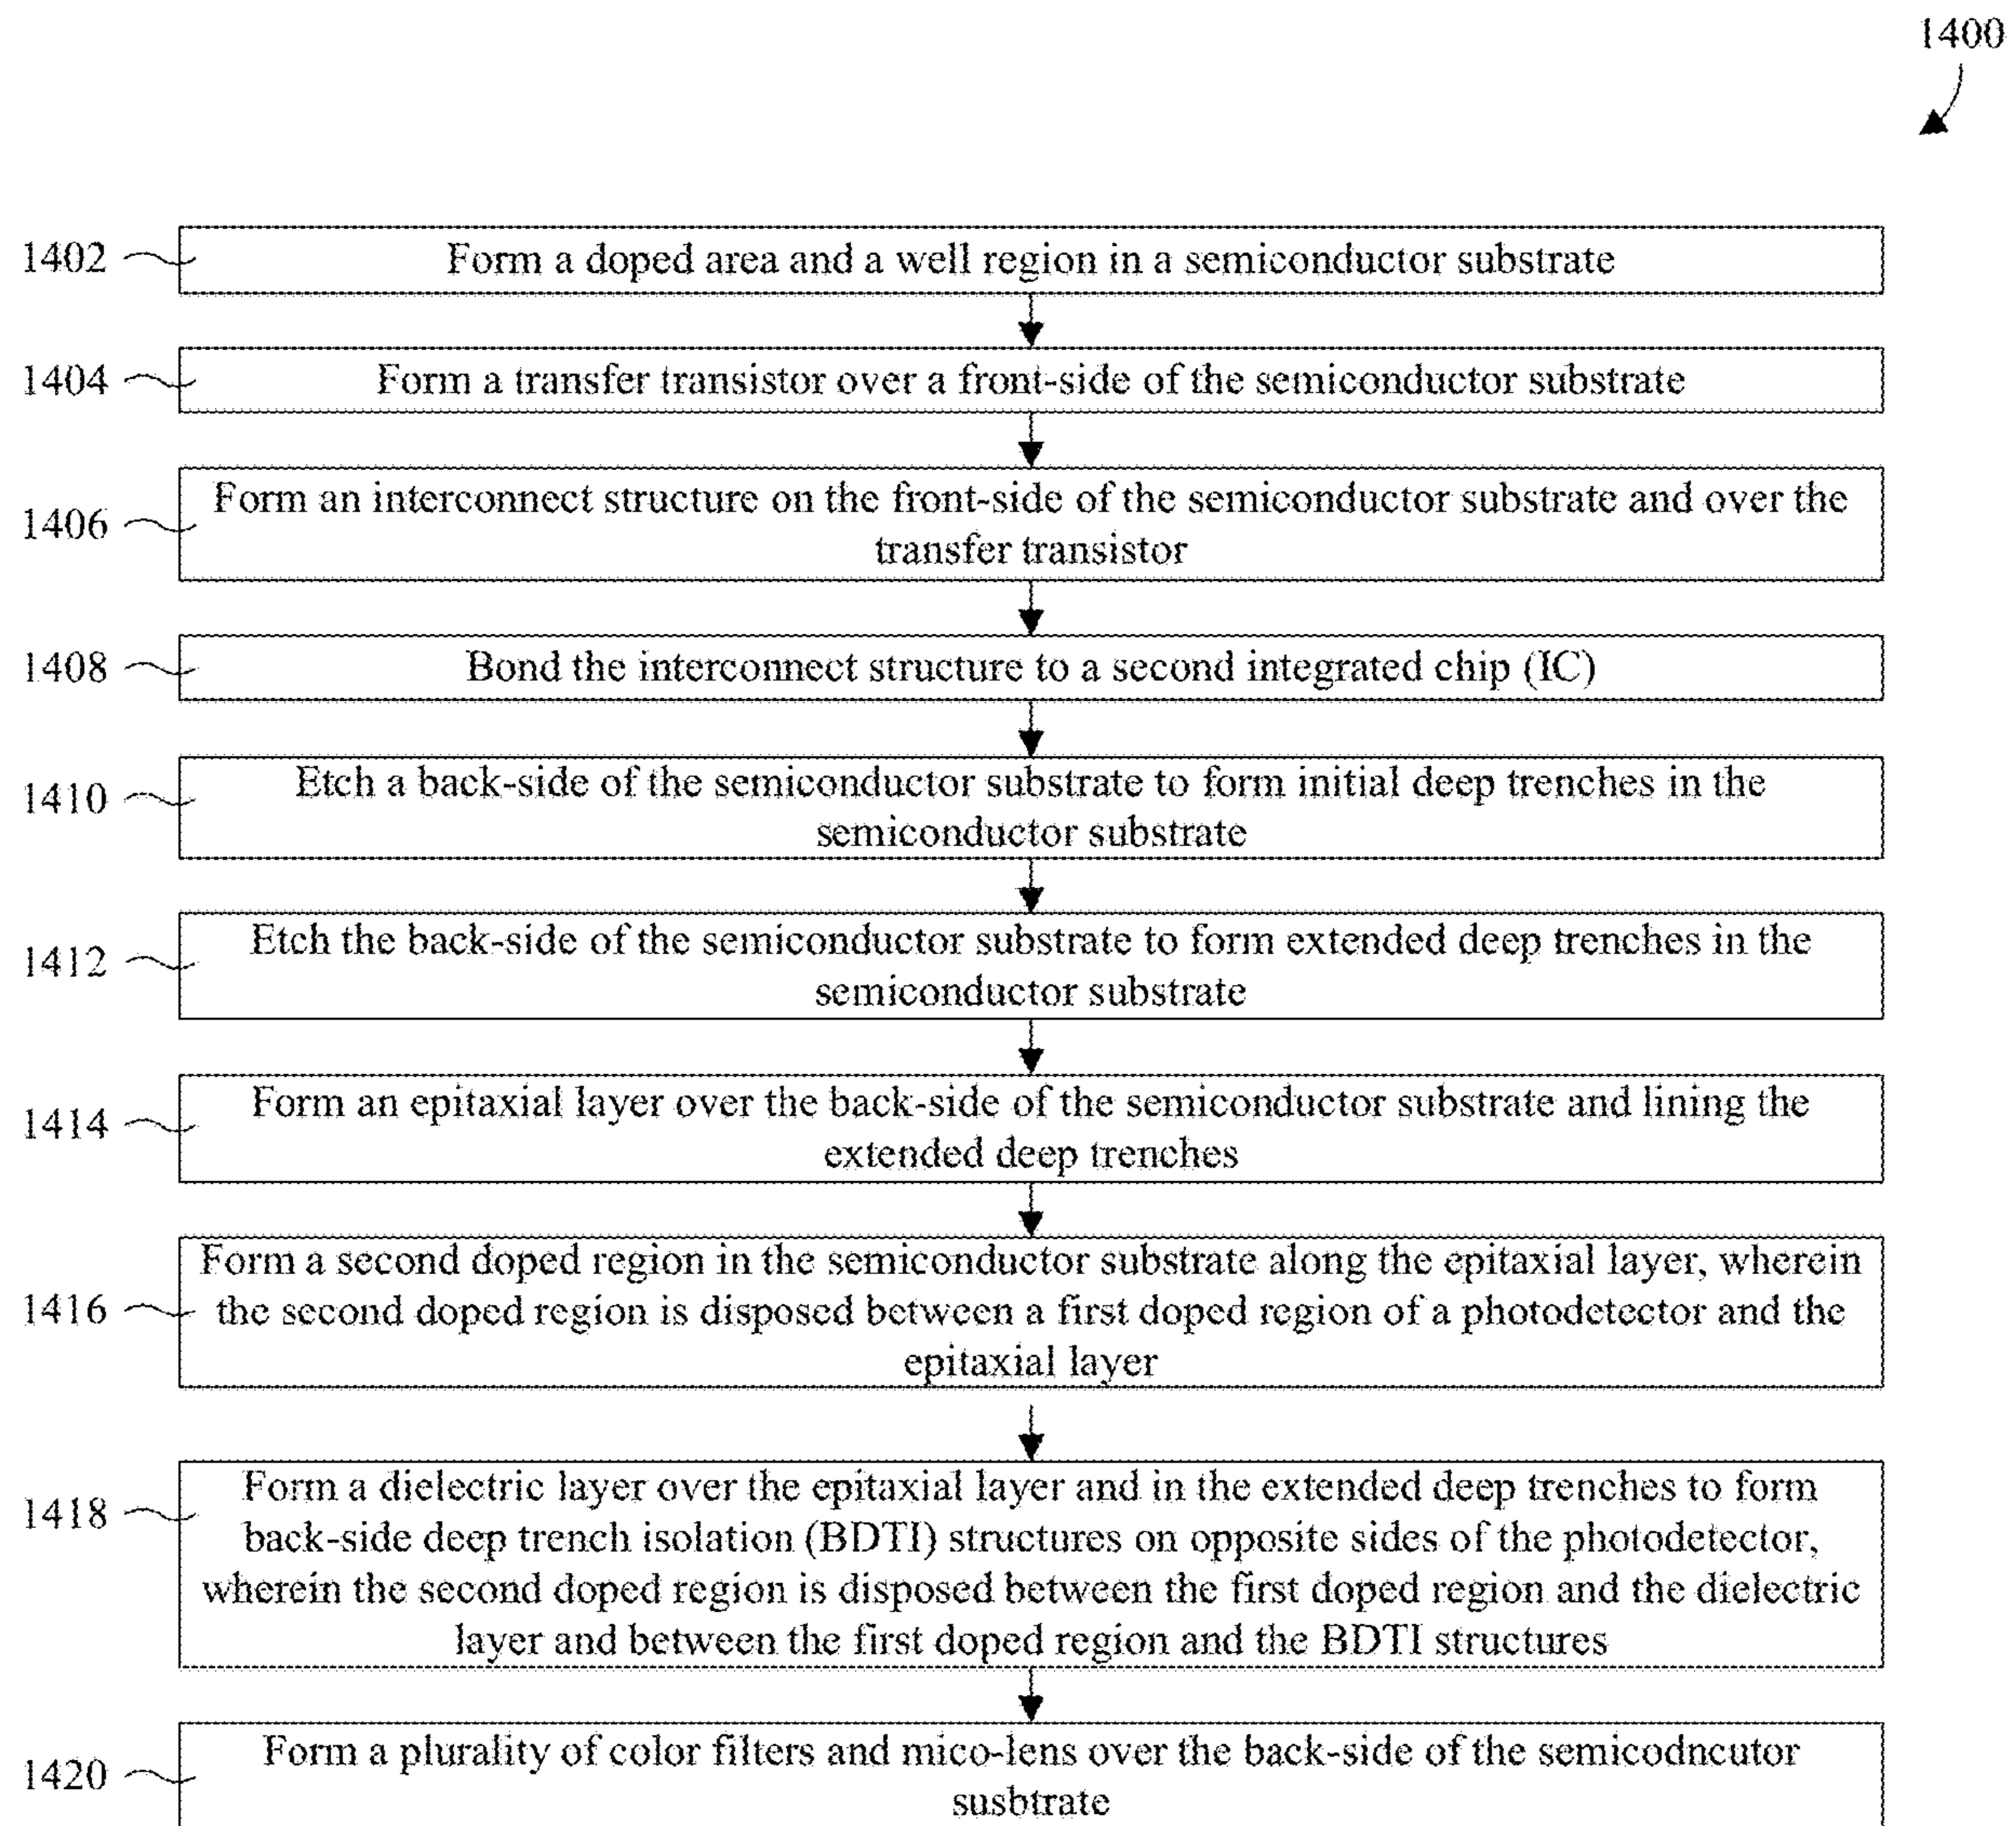 1400
1402
Form a doped area and a well region in a semiconductor substrate
1404
Form a transfer transistor over a front-side of the semiconductor substrate
1406
Form an interconnect structure on the front-side of the semiconductor substrate and over the
transfer transistor
1408
Bond the interconnect structure to a second integrated chip (IC)
1410
Etch a back-side of the semiconductor substrate to form initial deep trenches in the
semiconductor substrate
1412
Etch the back-side of the semiconductor substrate to form extended deep trenches in the
semiconductor substrate
1414
Form an epitaxial layer over the back-side of the semiconductor substrate and lining the
extended deep trenches
1416
Form a second doped region in the semiconductor substrate along the epitaxial layer, wherein
the second doped region is disposed between a first doped region of a photodetector and the
epitaxial layer
1418
Form a dielectric layer over the epitaxial layer and in the extended deep trenches to form
back-side deep trench isolation (BDTI) structures on opposite sides of the photodetector,
wherein the second doped region is disposed between the first doped region and the dielectric
layer and between the first doped region and the BDTI structures
1420
Form a plurality of color filters and mico-lens over the back-side of the semicodncutor
susbtrate